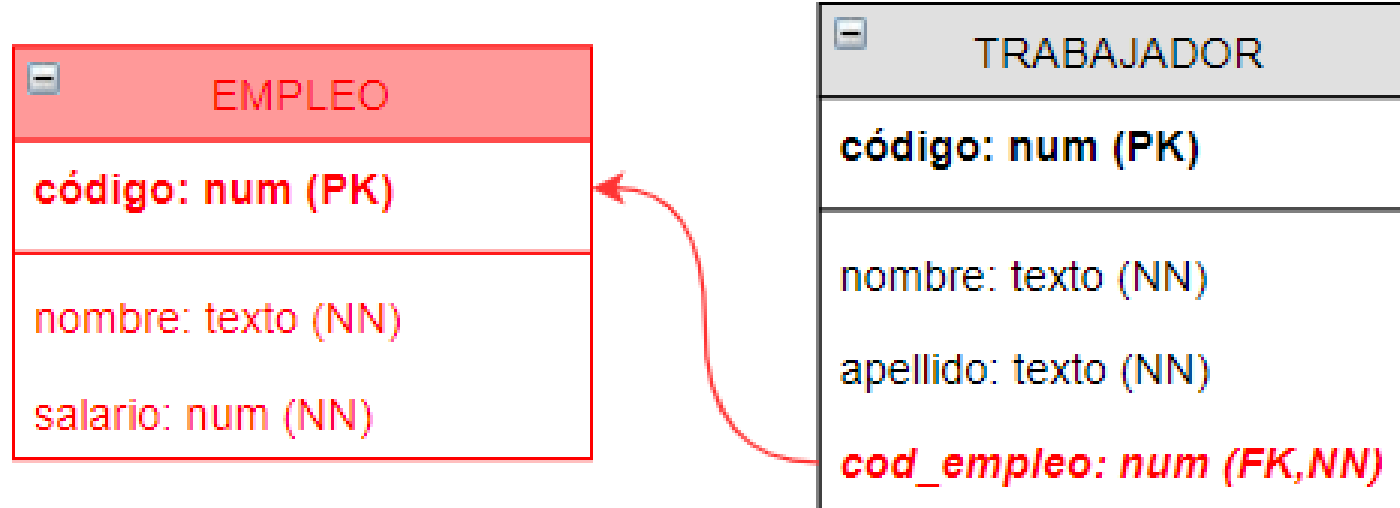 EMPLEO
código: num (PK)
nombre: texto (NN)
salario: num (NN)
TRABAJADOR
código: num (PK)
nombre: texto (NN)
apellido: texto (NN)
cod_empleo: num (FK,NN)